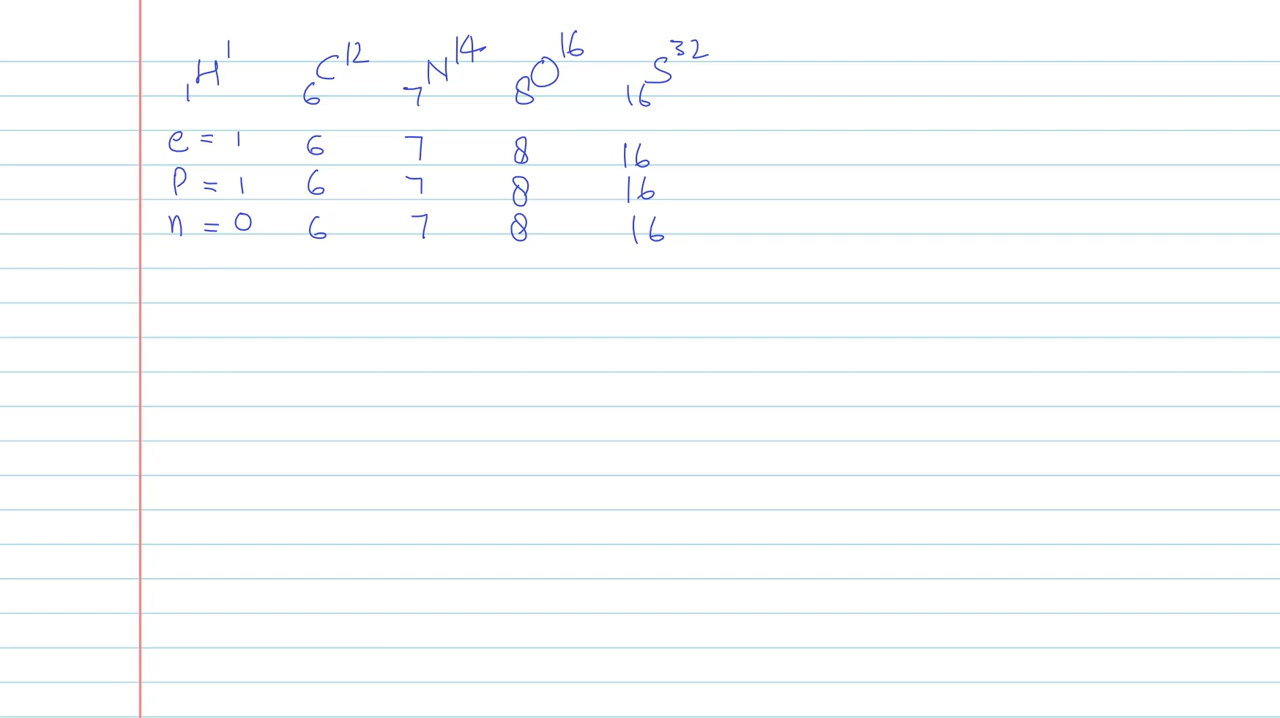 ₁H¹ ₆C¹² ₇N¹⁴ ₈O¹⁶ ₁₆S³²
e = 1 6 7 8 16
P = 1 6 7 8 16
n = 0 6 7 8 16